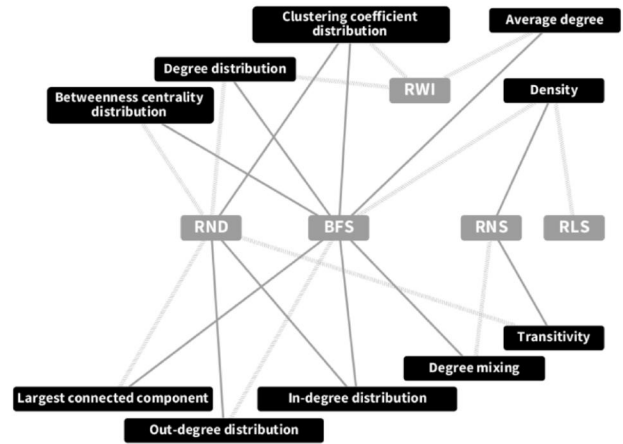 Clustering coefficient
distribution
Average degree
Degree distribution
RWI
Density
Betweenness centrality
distribution
RND
BFS
RNS
RLS
Transitivity
Degree mixing
Largest connected component
In-degree distribution
Out-degree distribution